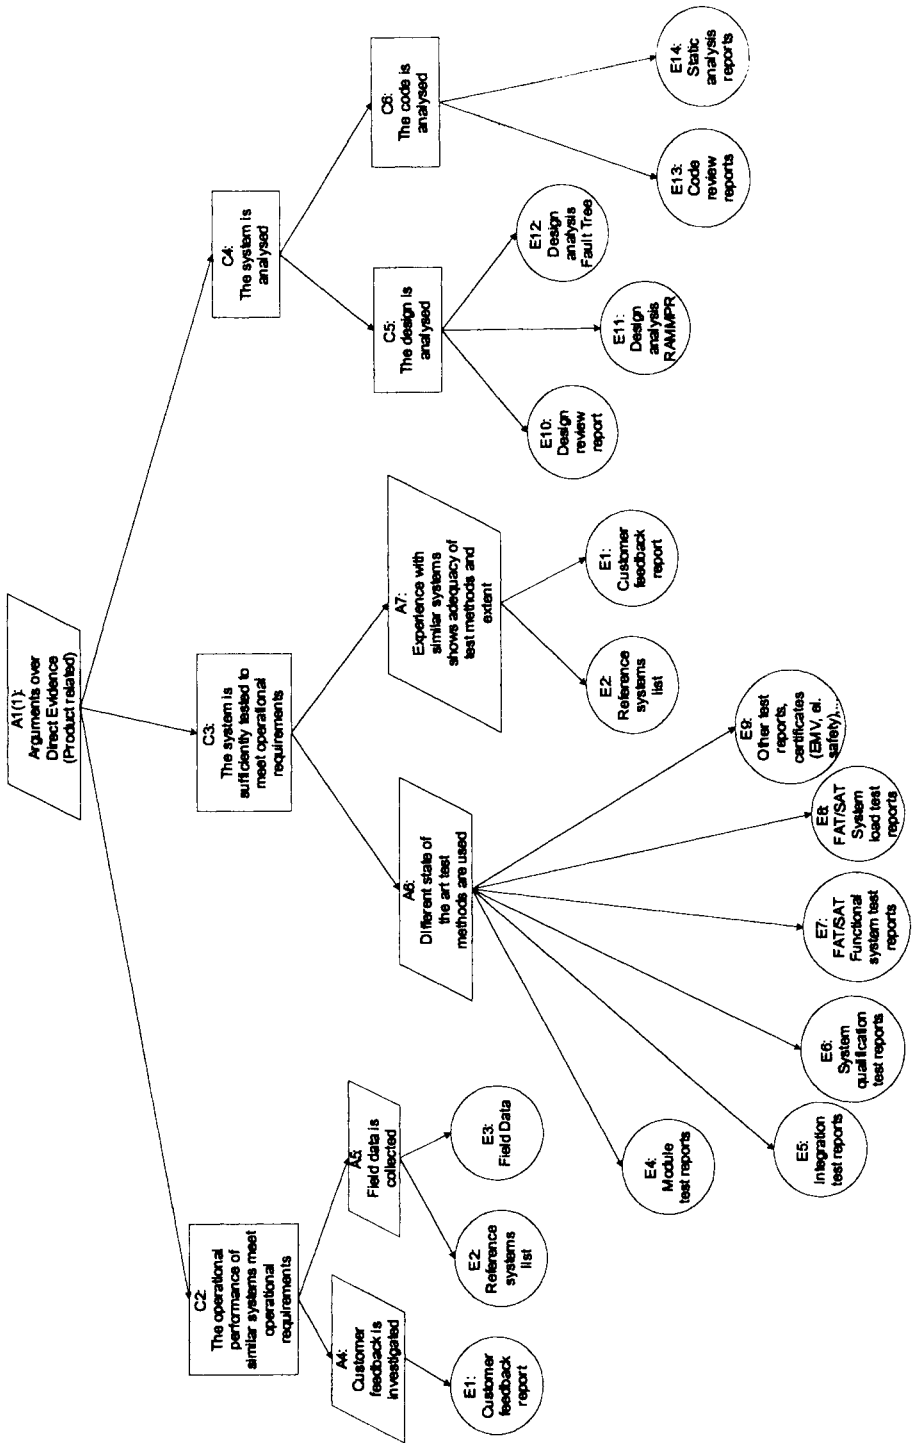 A1(1):
Arguments over
Direct Evidence
(Product related)
C2:
The operational
performance of
similar systems meet
operational
requirements
C3:
The system is
sufficiently tested to
meet operational
requirements
C4:
The system is
analysed
A4:
Customer
feedback is
investigated
A5:
Field data is
collected
A6:
Different state of
the art test
methods are used
A7:
Experience with
similar systems
shows adequacy of
test methods and
extent
C5:
The design is
analysed
C6:
The code is
analysed
E1:
Customer
feedback
report
E2:
Reference
systems
list
E3:
Field Data
E4:
Module
test reports
E5:
Integration
test reports
E6:
System
qualification
test reports
E7:
FAT/SAT
Functional
system test
reports
E8:
FAT/SAT
System
load test
reports
E9:
Other test
reports,
certificates
(EMV, el.
safety)...
E2:
Reference
systems
list
E1:
Customer
feedback
report
E10:
Design
review
report
E11:
Design
analysis
RAMMPR
E12:
Design
analysis
Fault Tree
E13:
Code
review
reports
E14:
Static
analysis
reports